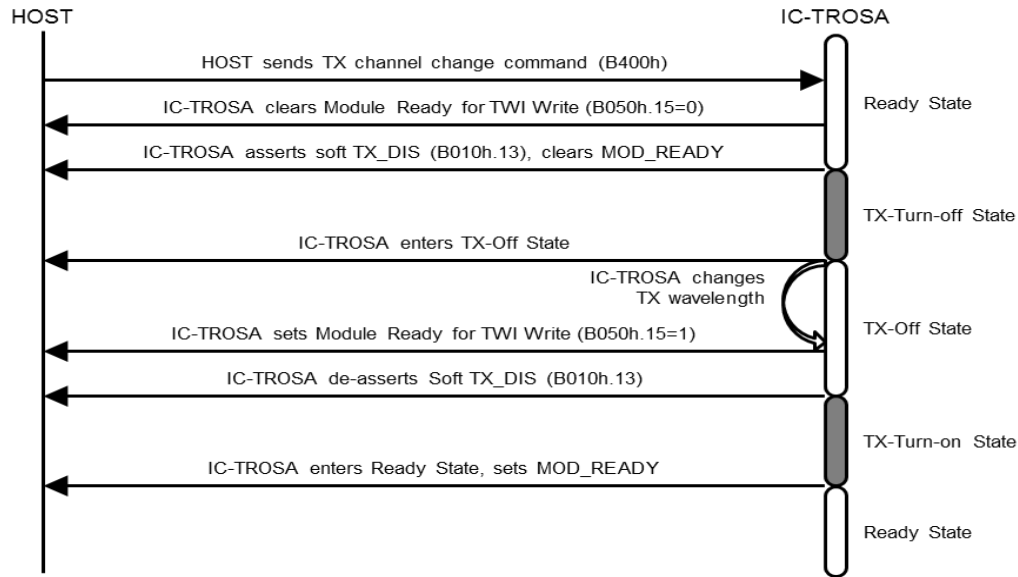 HOST
IC-TROSA
HOST sends TX channel change command (B400h)
IC-TROSA clears Module Ready for TWI Write (B050h.15=0)
Ready State
IC-TROSA asserts soft TX_DIS (B010h.13), clears MOD_READY
TX-Turn-off State
IC-TROSA enters TX-Off State
IC-TROSA changes
TX wavelength
TX-Off State
IC-TROSA sets Module Ready for TWI Write (B050h.15=1)
IC-TROSA de-asserts Soft TX_DIS (B010h.13)
TX-Turn-on State
IC-TROSA enters Ready State, sets MOD_READY
Ready State